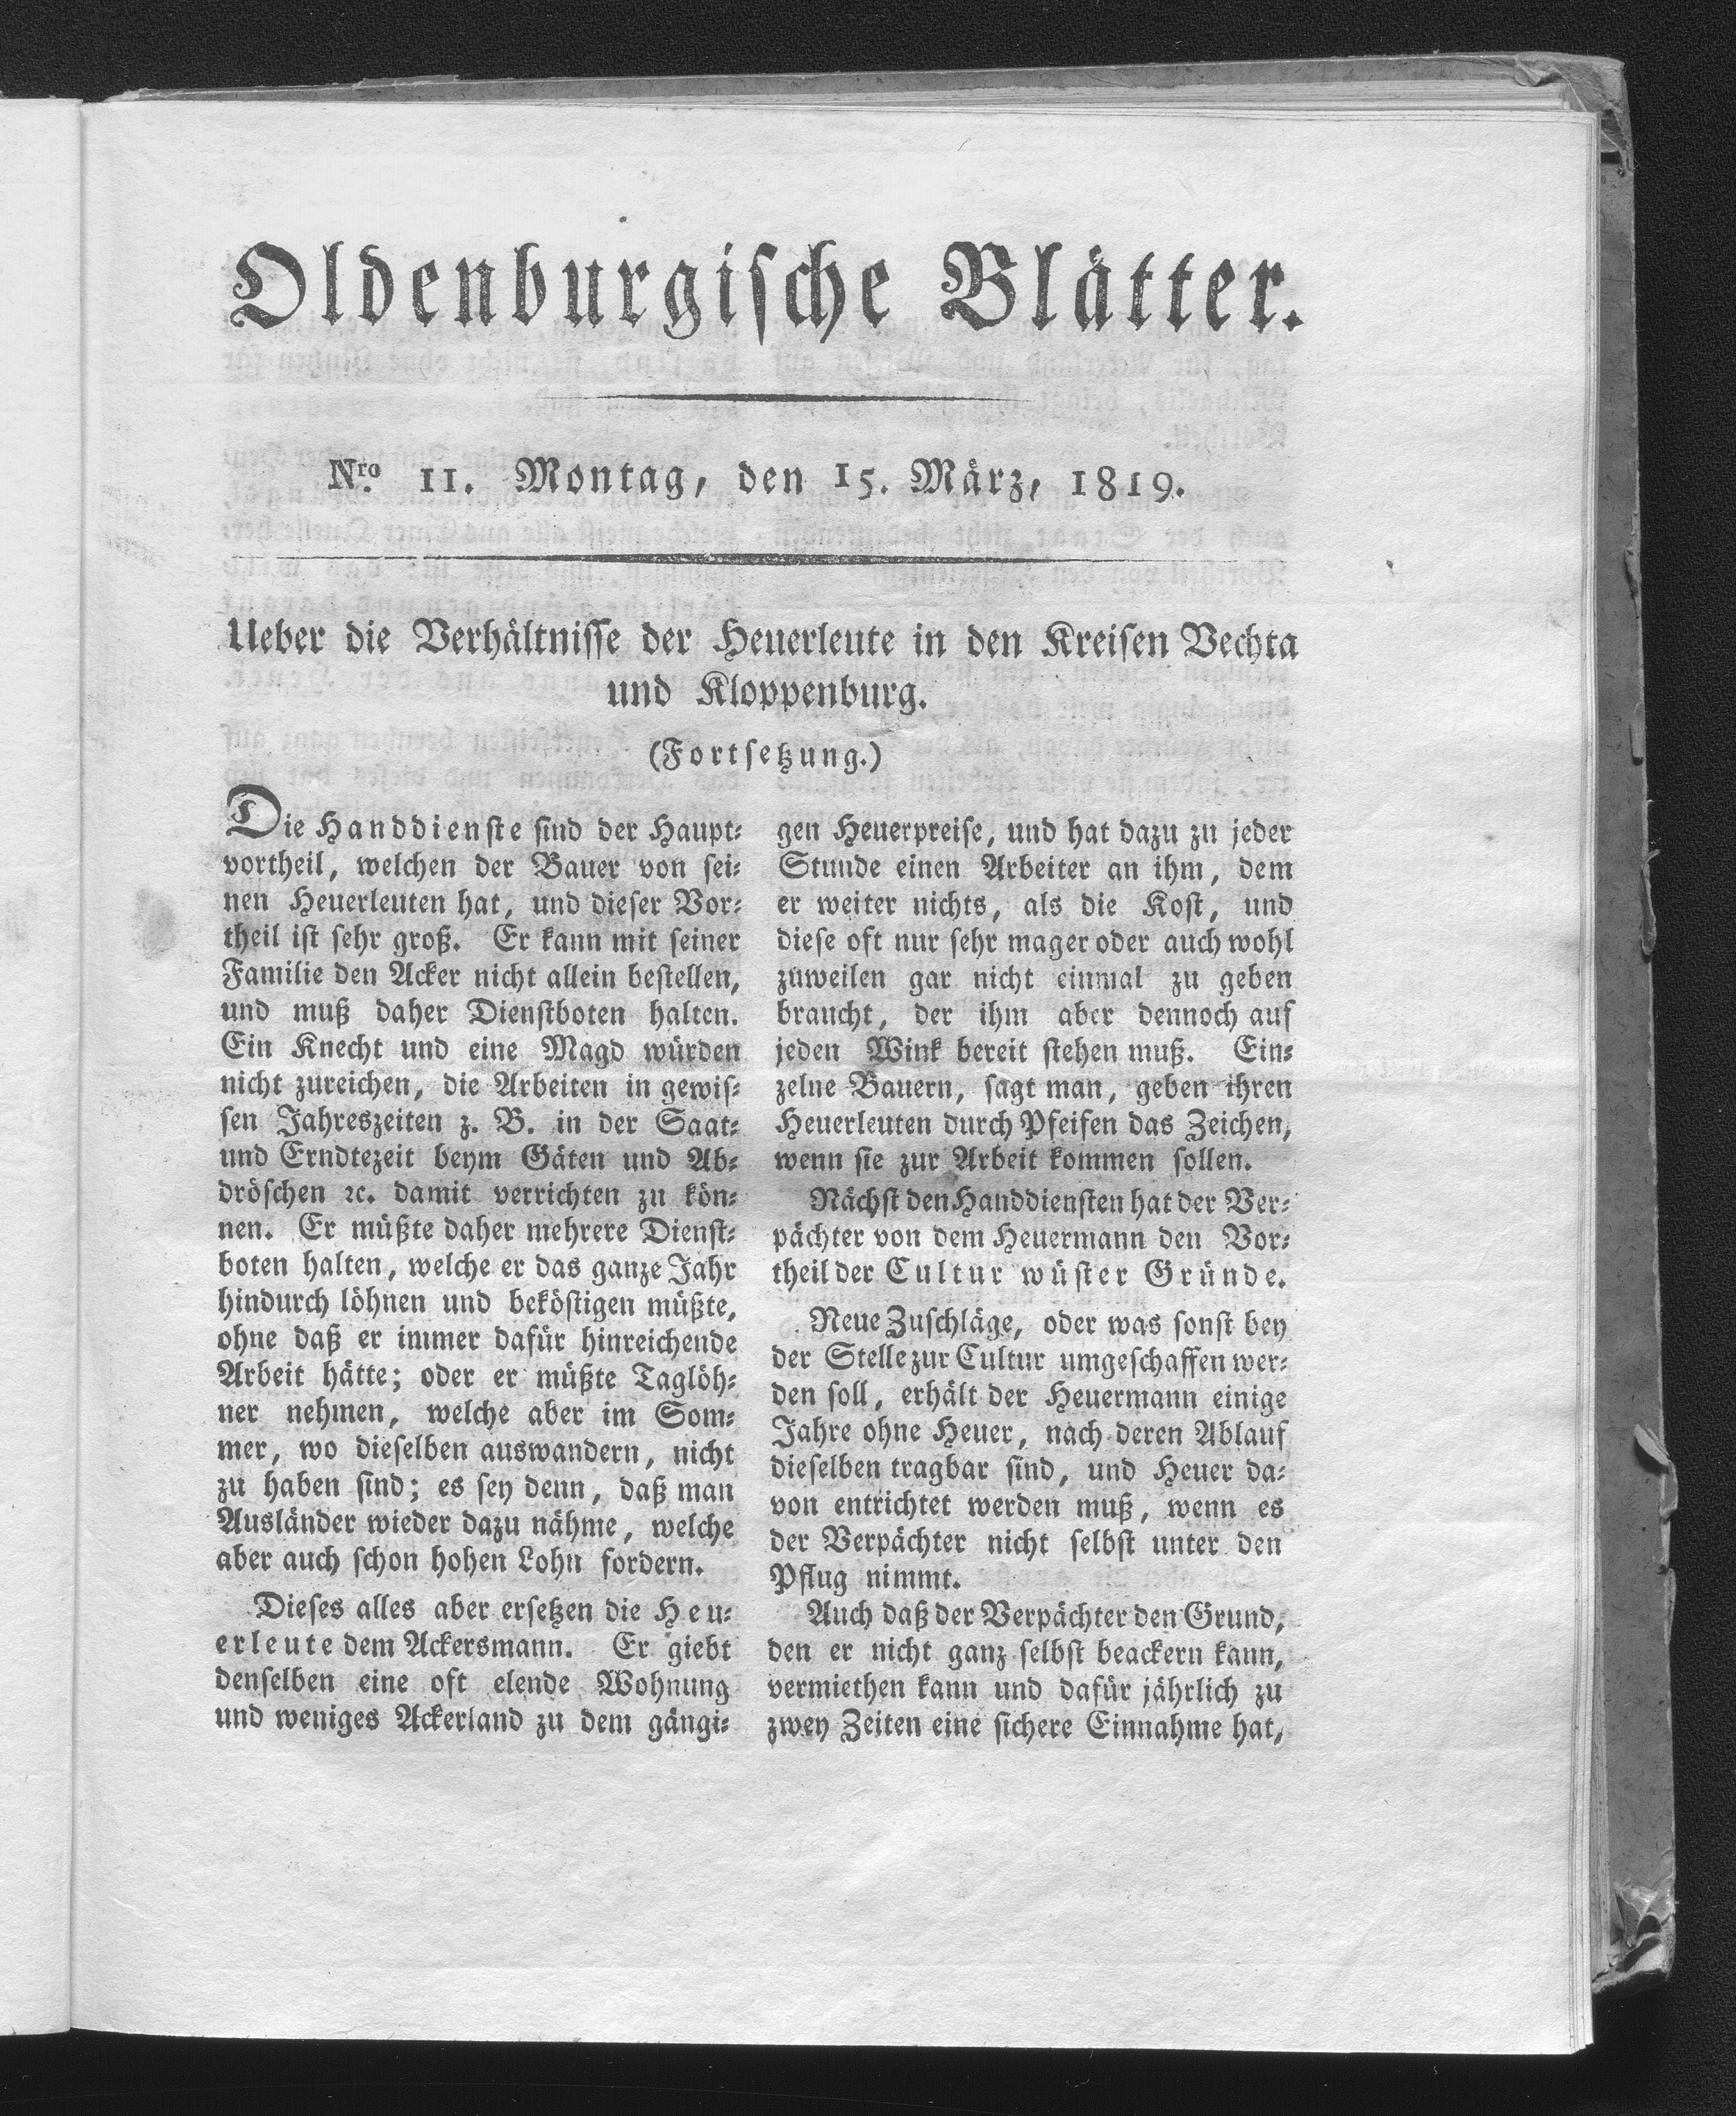 Oldenburgische Blätter.
Nro. 11. Montag, den 15. März, 1819.
Ueber die Verhältnisse der Heuerleute in den Kreisen Vechta
und Kloppenburg.
(Fortsetzung.)
Die Handdienste sind der Haupt-
vortheil, welchen der Bauer von sei-
nen Heuerleuten hat, und dieser Vor-
theil ist sehr groß. Er kann mit seiner
Familie den Acker nicht allein bestellen,
und muß daher Dienstboten halten.
Ein Knecht und eine Magd würden
nicht zureichen, die Arbeiten in gewis-
sen Jahreszeiten z. B. in der Saat-
und Erndtezeit beym Gäten und Ab-
dröschen ꝛc. damit verrichten zu kön-
nen. Er müßte daher mehrere Dienst-
boten halten, welche er das ganze Jahr
hindurch löhnen und beköstigen müßte,
ohne daß er immer dafür hinreichende
Arbeit hätte; oder er müßte Taglöh-
ner nehmen, welche aber im Som-
mer, wo dieselben auswandern, nicht
zu haben sind; es sey denn, daß man
Ausländer wieder dazu nähme, welche
aber auch schon hohen Lohn fordern.
Dieses alles aber ersetzen die Heu-
erleute dem Ackersmann. Er giebt
denselben eine oft elende Wohnung
und weniges Ackerland zu dem gängi-
gen Heuerpreise, und hat dazu zu jeder
Stunde einen Arbeiter an ihm, dem
er weiter nichts, als die Kost, und
diese oft nur sehr mager oder auch wohl
zuweilen gar nicht einmal zu geben
braucht, der ihm aber dennoch auf
jeden Wink bereit stehen muß. Ein-
zelne Bauern, sagt man, geben ihren
Heuerleuten durch Pfeifen das Zeichen,
wenn sie zur Arbeit kommen sollen.
Nächst den Handdiensten hat der Ver-
pächter von dem Heuermann den Vor-
theil der Cultur wüster Gründe.
Neue Zuschläge, oder was sonst bey
der Stelle zur Cultur umgeschaffen wer-
den soll, erhält der Heuermann einige
Jahre ohne Heuer, nach deren Ablauf
dieselben tragbar sind, und Heuer da-
von entrichtet werden muß, wenn es
der Verpächter nicht selbst unter den
Pflug nimmt.
Auch daß der Verpächter den Grund,
den er nicht ganz selbst beackern kann,
vermiethen kann und dafür jährlich zu
zwey Zeiten eine sichere Einnahme hat,